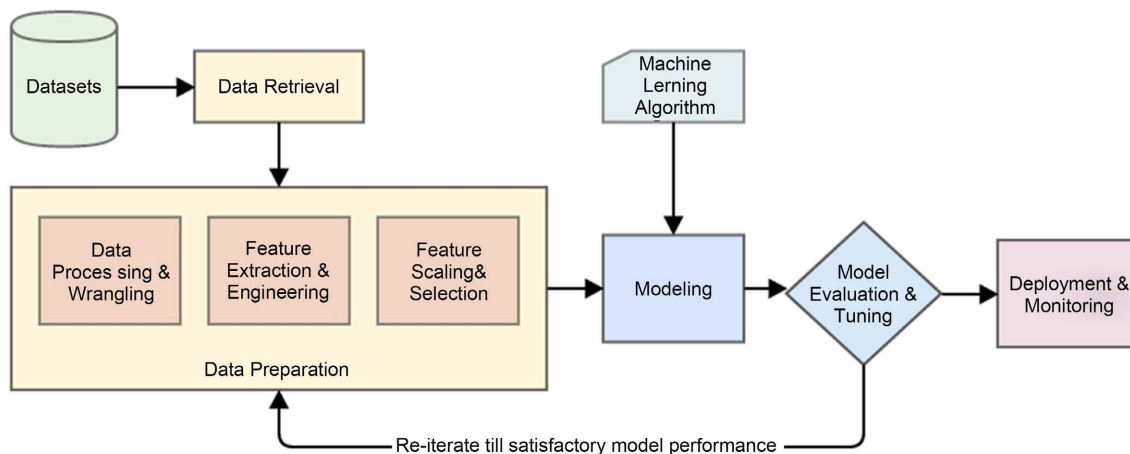 Datasets
Data Retrieval
Machine
Lerning
Algorithm
Data
Proces sing &
Wrangling
Feature
Extraction &
Engineering
Feature
Scaling&
Selection
Data Preparation
Modeling
Model
Evaluation &
Tuning
Deployment &
Monitoring
Re-iterate till satisfactory model performance